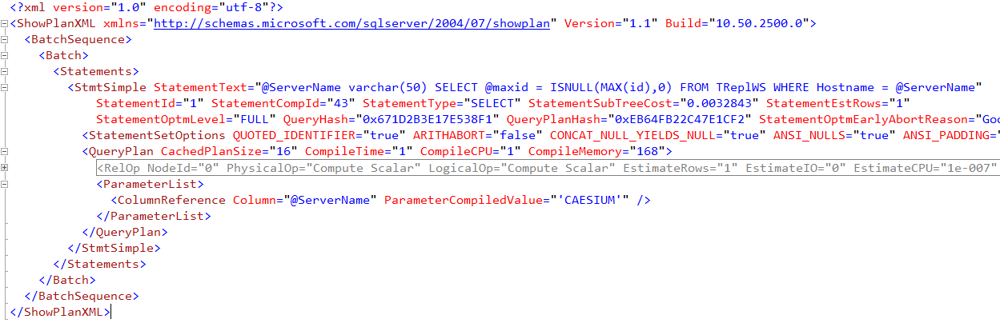 <?xml version="1.0" encoding="utf-8"?>
<ShowPlanXML xmlns="http://schemas.microsoft.com/sqlserver/2004/07/showplan" Version="1.1" Build="10.50.2500.0">
<BatchSequence>
<Batch>
<Statements>
<StmtSimple StatementText="@ServerName varchar(50) SELECT @maxid = ISNULL(MAX(id),0) FROM TReplWS WHERE Hostname = @ServerName"
StatementId="1" StatementCompId="43" StatementType="SELECT" StatementSubTreeCost="0.0032843" StatementEstRows="1"
StatementOptmLevel="FULL" QueryHash="0x671D2B3E17E538F1" QueryPlanHash="0xEB64FB22C47E1CF2" StatementOptmEarlyAbortReason="Goo
<StatementSetOptions QUOTED_IDENTIFIER="true" ARITHABORT="false" CONCAT_NULL_YIELDS_NULL="true" ANSI_NULLS="true" ANSI_PADDING="
<QueryPlan CachedPlanSize="16" CompileTime="1" CompileCPU="1" CompileMemory="168">
<RelOp NodeId="0" PhysicalOp="Compute Scalar" LogicalOp="Compute Scalar" EstimateRows="1" EstimateIO="0" EstimateCPU="1e-007"
<ParameterList>
<ColumnReference Column="@ServerName" ParameterCompiledValue="'CAESIUM'" />
</ParameterList>
</QueryPlan>
</StmtSimple>
</Statements>
</Batch>
</BatchSequence>
</ShowPlanXML>